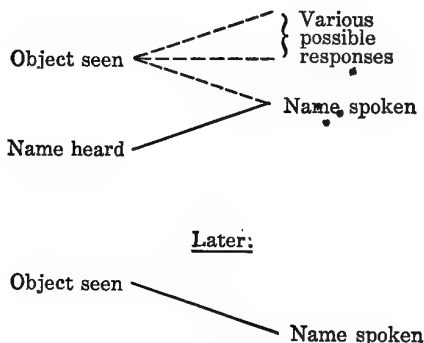 Various
possible
Object seen responses
Name spoken
Name heard
Later:
Object seen
Name spoken